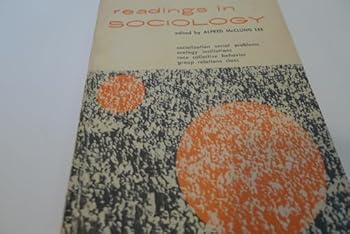 readings in
SOCIOLOGY
edited by ALFRED McCLUNG LEE
socialization social problems
ecology institutions
race collective behavior
group relations class